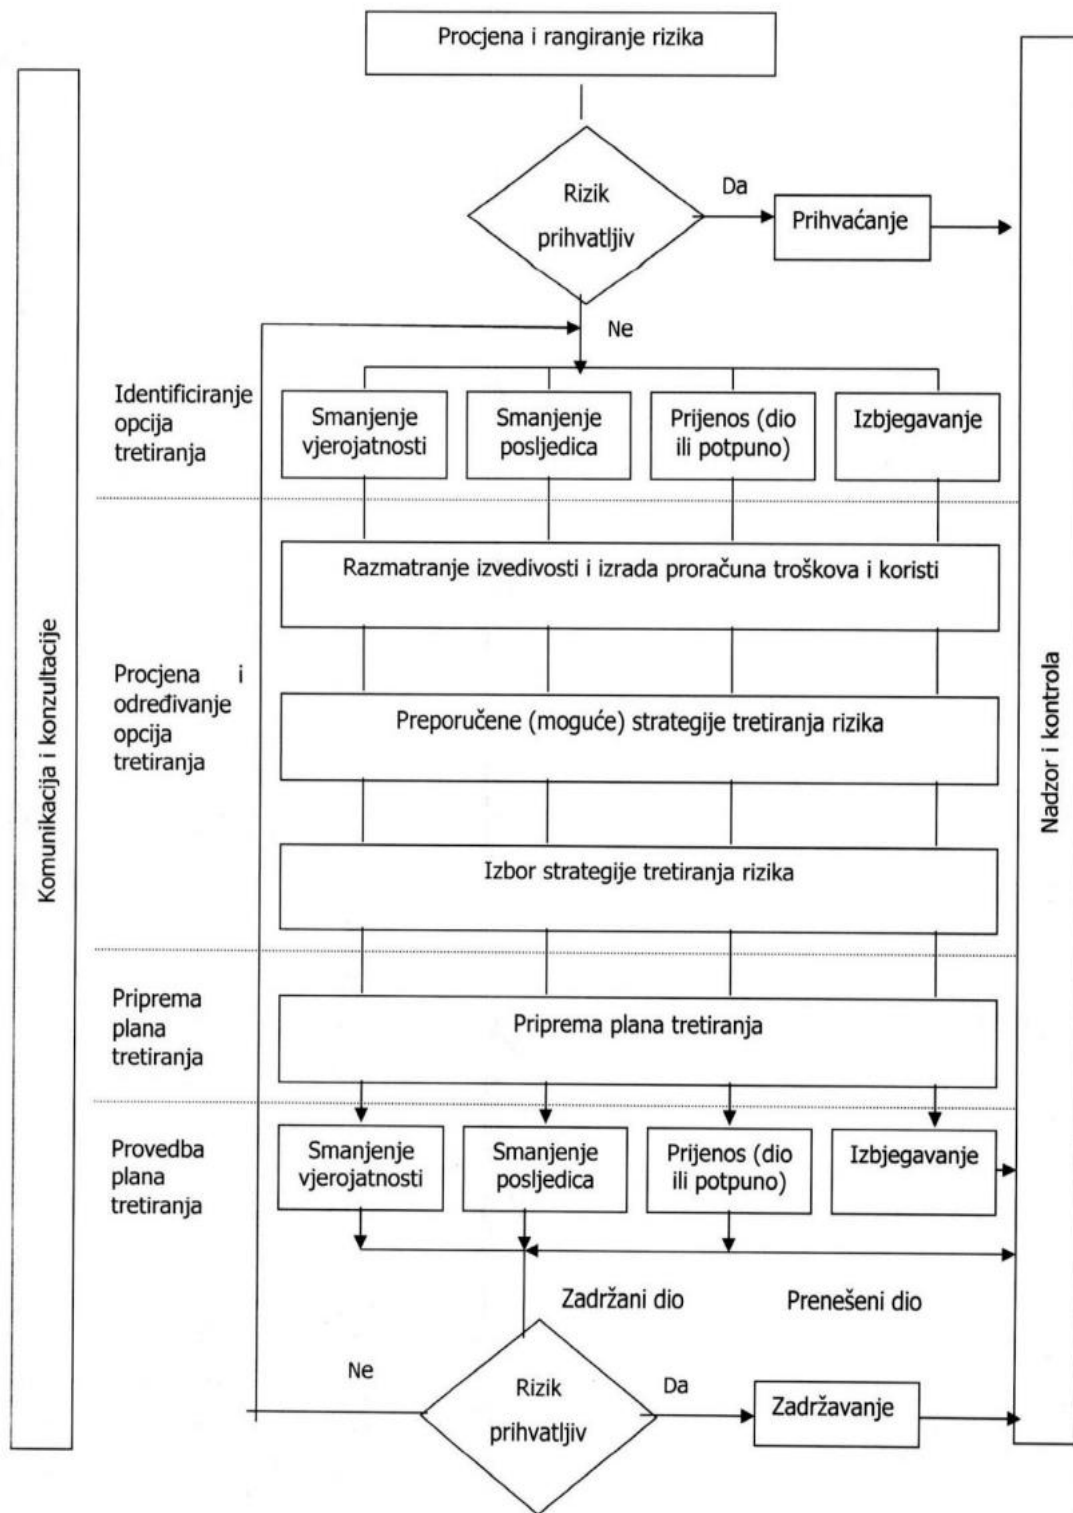 Procjena i rangiranje rizika
Rizik
prihvatljiv
Da
Prihvaćanje
Ne
Identificiranje
opcija
tretiranja
Smanjenje
vjerojatnosti
Smanjenje
posljedica
Prijenos (dio
ili potpuno)
Izbjegavanje
Razmatranje izvedivosti i izrada proračuna troškova i koristi
Procjena i
određivanje
opcija
tretiranja
Preporučene (moguće) strategije tretiranja rizika
Izbor strategije tretiranja rizika
Priprema
plana
tretiranja
Priprema plana tretiranja
Provedba
plana
tretiranja
Smanjenje
vjerojatnosti
Smanjenje
posljedica
Prijenos (dio
ili potpuno)
Izbjegavanje
Zadržani dio
Prenešeni dio
Ne
Rizik
prihvatljiv
Da
Zadržavanje
Komunikacija i konzultacije
Nadzor i kontrola